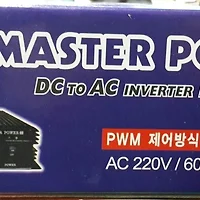 MASTER PO
DC TO AC INVERTER
PWM 제어방식
AC 220V / 60